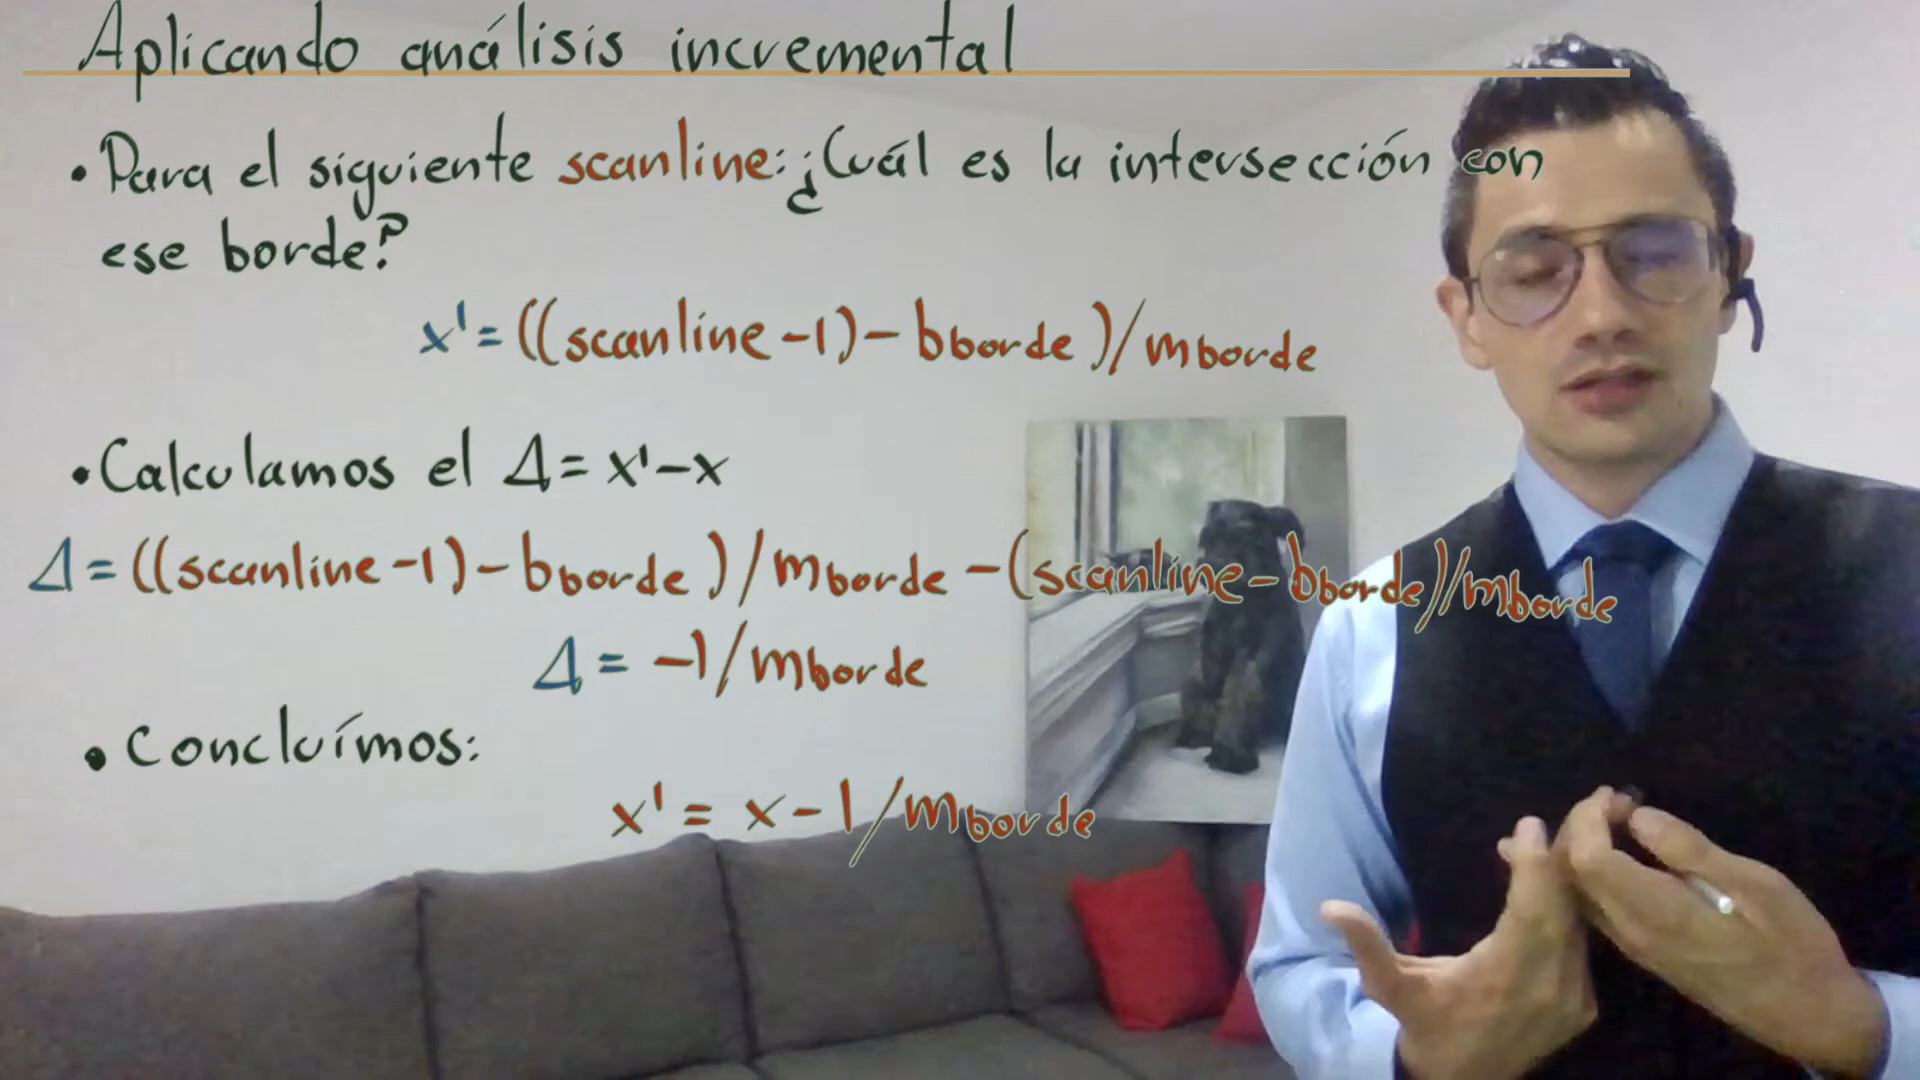 Aplicando análisis incremental
• Para el siguiente scanline: ¿Cuál es la intersección con
ese borde?
x' = ((scanline - 1) - bborde) / mborde
• Calculamos el Δ = x' - x
Δ = ((scanline - 1) - bborde) / mborde - (scanline - bborde) / mborde
Δ = -1 / mborde
• Concluímos:
x' = x - 1 / mborde